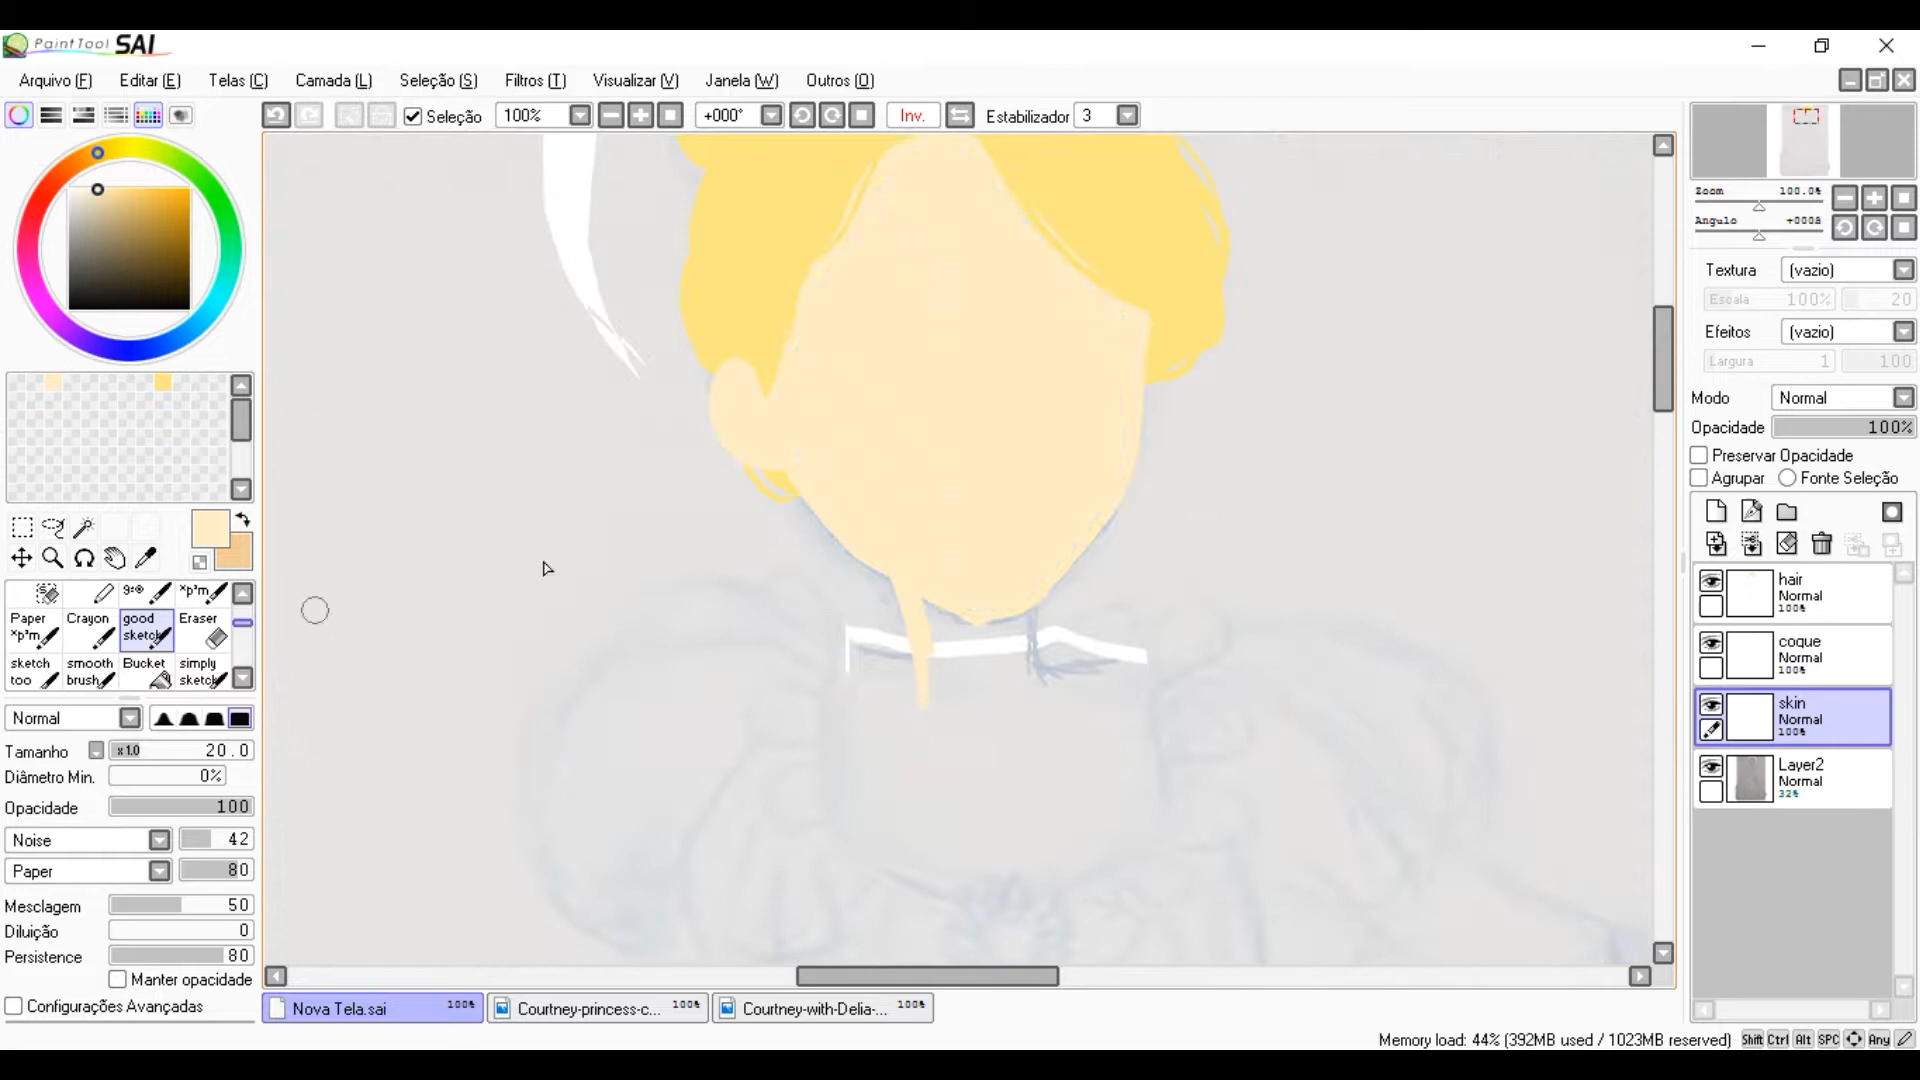 PaintTool SAI
Arquivo (F) Editar (E) Telas (C) Camada (L) Seleção (S) Filtros (T) Visualizar (V) Janela (W) Outros (O)
Seleção 100% +000° Inv. Estabilizador 3
Zoom 100.0%
Angulo +000å
Textura (vazio)
Escala 100% 20
Efeitos (vazio)
Largura 1 100
Modo Normal
Opacidade 100%
Preservar Opacidade
Agrupar Fonte Seleção
hair
Normal
100%
coque
Normal
100%
skin
Normal
100%
Layer2
Normal
32%
Paper Crayon good sketch Eraser
sketch too smooth brush Bucket simply sketch
Normal
Tamanho x1.0 20.0
Diâmetro Min. 0%
Opacidade 100
Noise 42
Paper 80
Mesclagem 50
Diluição 0
Persistence 80
Manter opacidade
Configurações Avançadas
Nova Tela.sai 100% Courtney-princess-c... 100% Courtney-with-Delia-... 100%
Memory load: 44% (392MB used / 1023MB reserved) Shift Ctrl Alt SPC Any